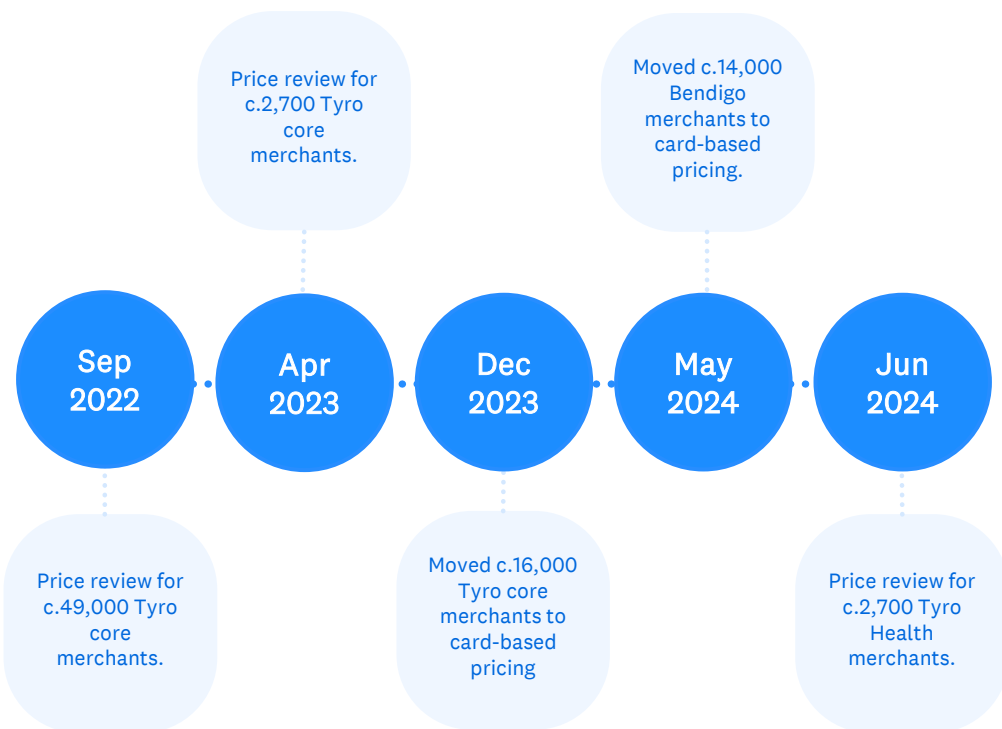 Price review for
c.2,700 Tyro
core
merchants.
Moved c.14,000
Bendigo
merchants to
card-based
pricing.
Sep
2022
Apr
2023
Dec
2023
May
2024
Jun
2024
Price review for
c.49,000 Tyro
core
merchants.
Moved c.16,000
Tyro core
merchants to
card-based
pricing
Price review for
c.2,700 Tyro
Health
merchants.